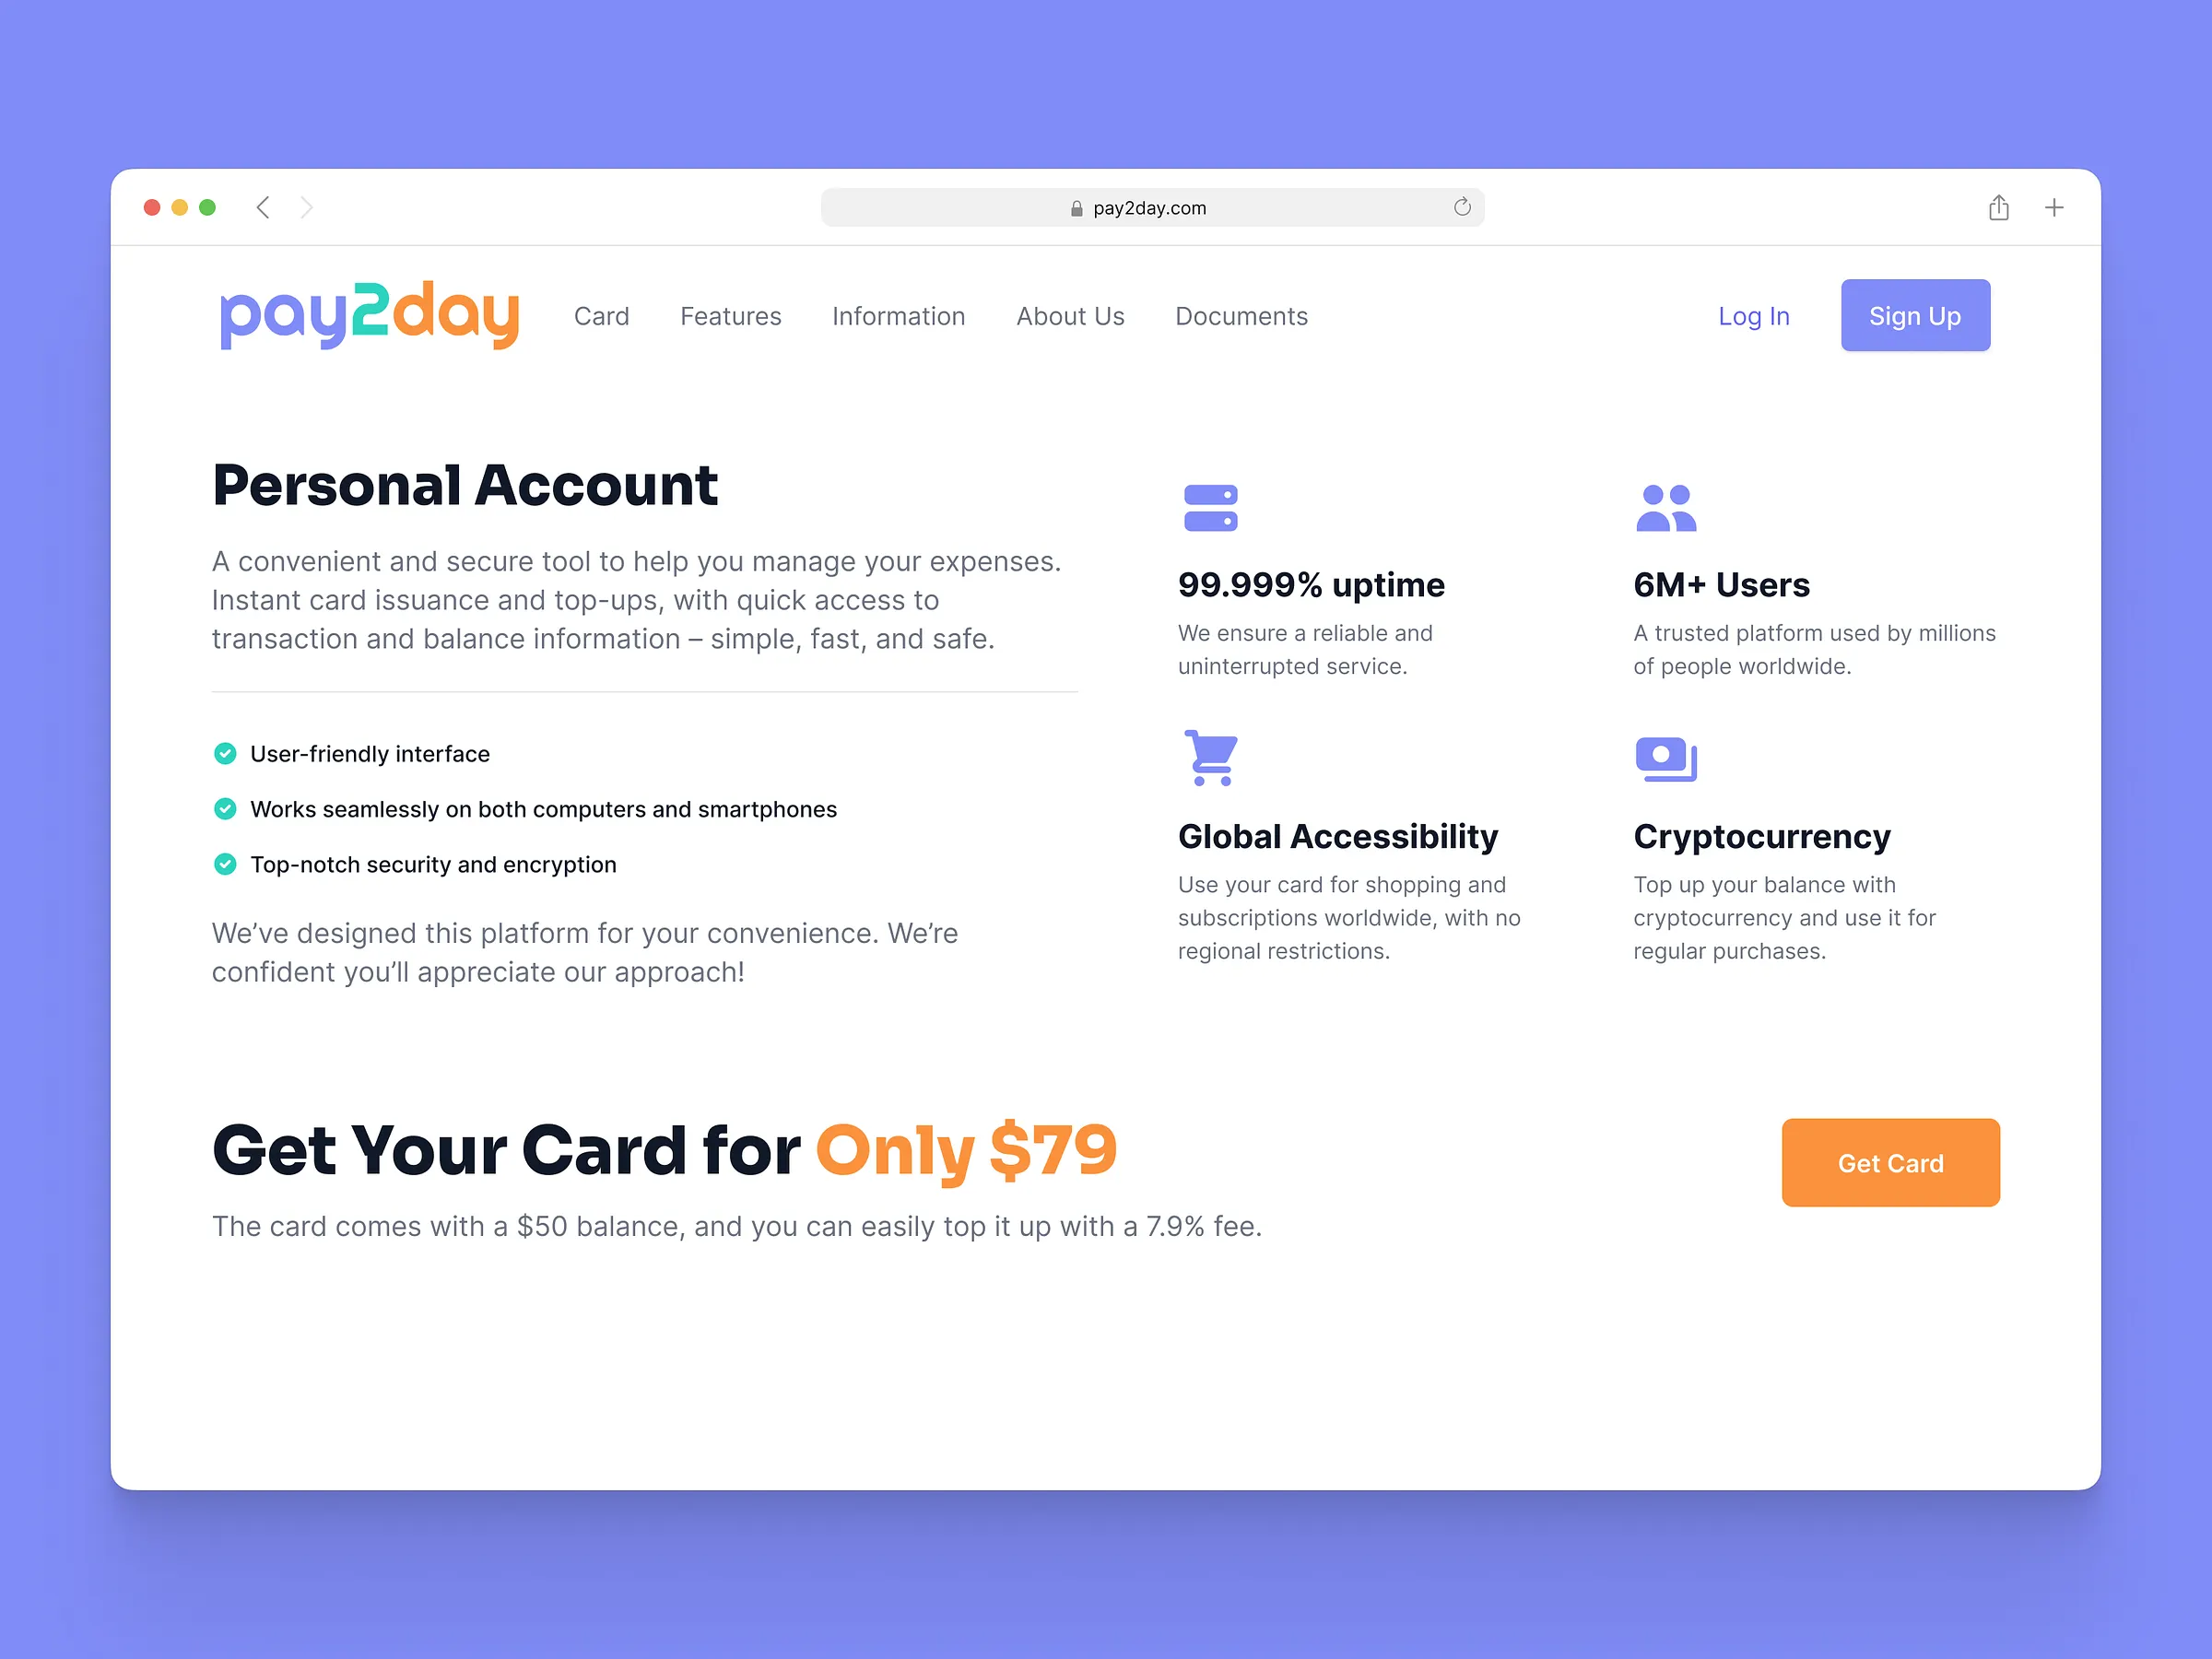 pay2day.com
pay2day
Card
Features
Information
About Us
Documents
Log In
Sign Up
Personal Account
A convenient and secure tool to help you manage your expenses.
Instant card issuance and top-ups, with quick access to
transaction and balance information – simple, fast, and safe.
User-friendly interface
Works seamlessly on both computers and smartphones
Top-notch security and encryption
We’ve designed this platform for your convenience. We’re
confident you’ll appreciate our approach!
99.999% uptime
We ensure a reliable and
uninterrupted service.
6M+ Users
A trusted platform used by millions
of people worldwide.
Global Accessibility
Use your card for shopping and
subscriptions worldwide, with no
regional restrictions.
Cryptocurrency
Top up your balance with
cryptocurrency and use it for
regular purchases.
Get Your Card for Only $79
The card comes with a $50 balance, and you can easily top it up with a 7.9% fee.
Get Card